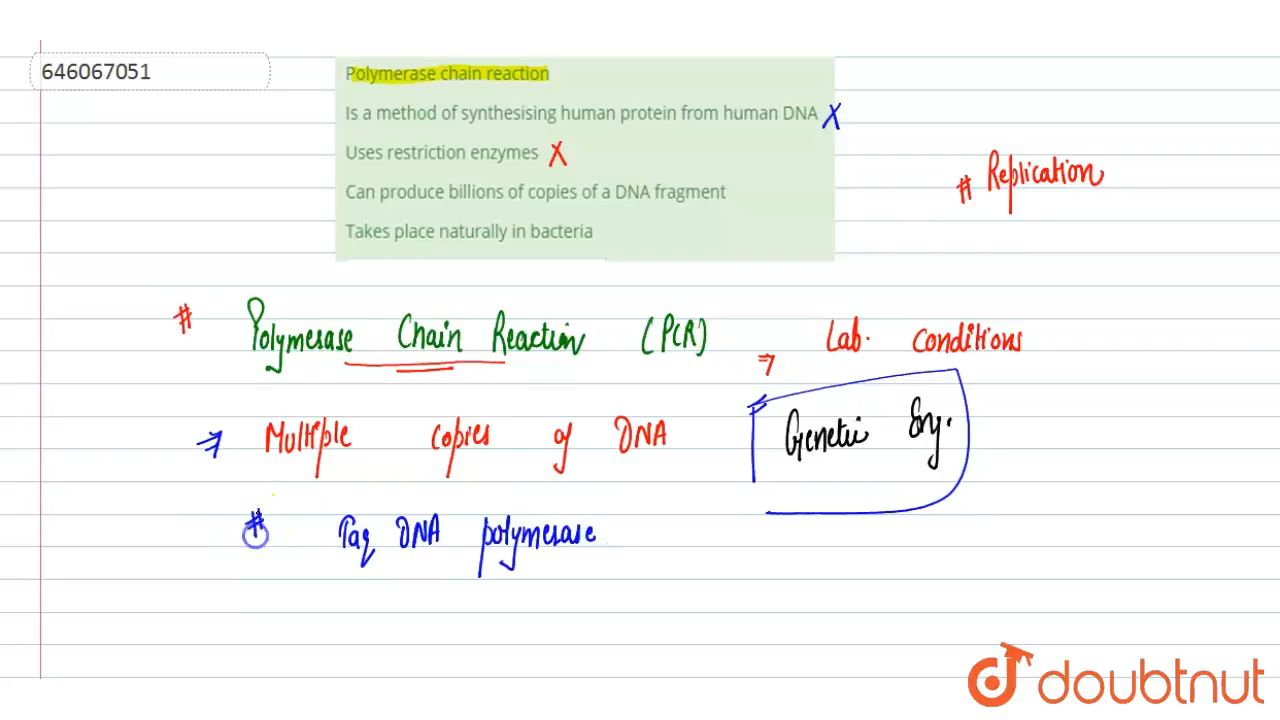 646067051
Polymerase chain reaction
Is a method of synthesising human protein from human DNA X
Uses restriction enzymes X
Can produce billions of copies of a DNA fragment
Takes place naturally in bacteria
# Replication
# Polymerase Chain Reaction (PCR) ⇒ Lab. Conditions
⇒ Multiple copies of DNA
Genetic Eng.
# Taq DNA polymerase
doubtnut